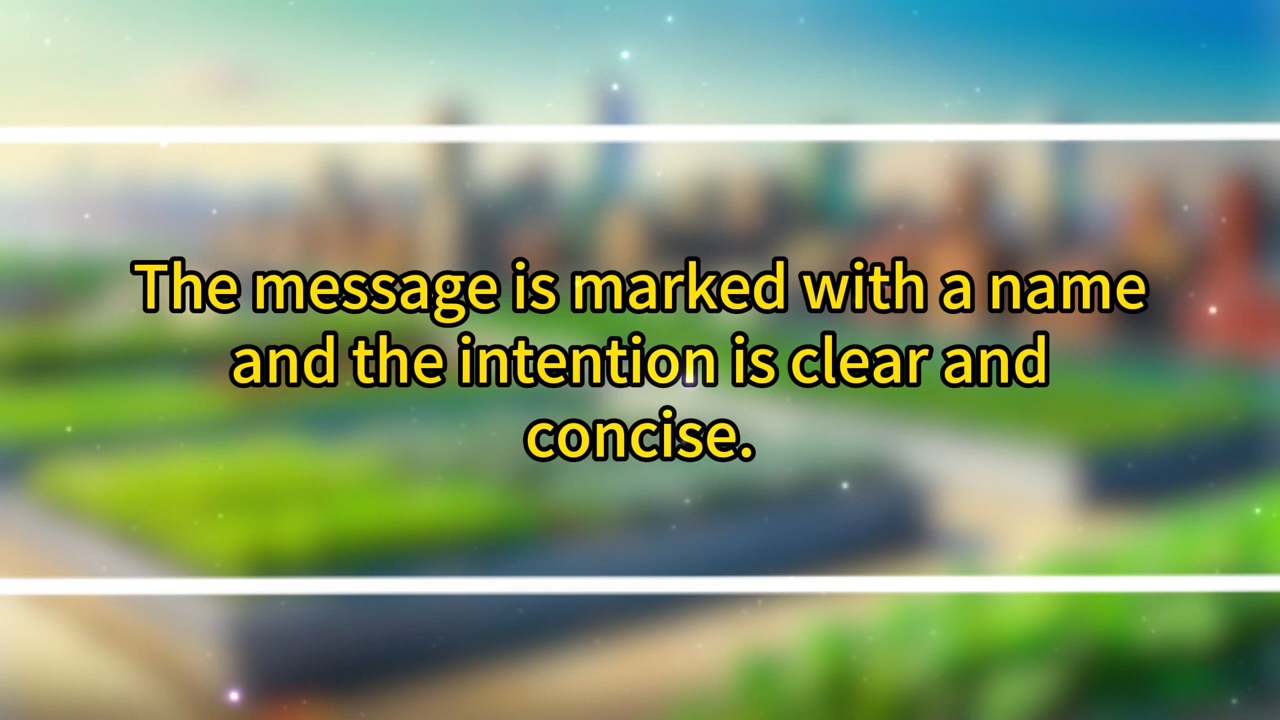 The message is marked with a name
and the intention is clear and
concise.